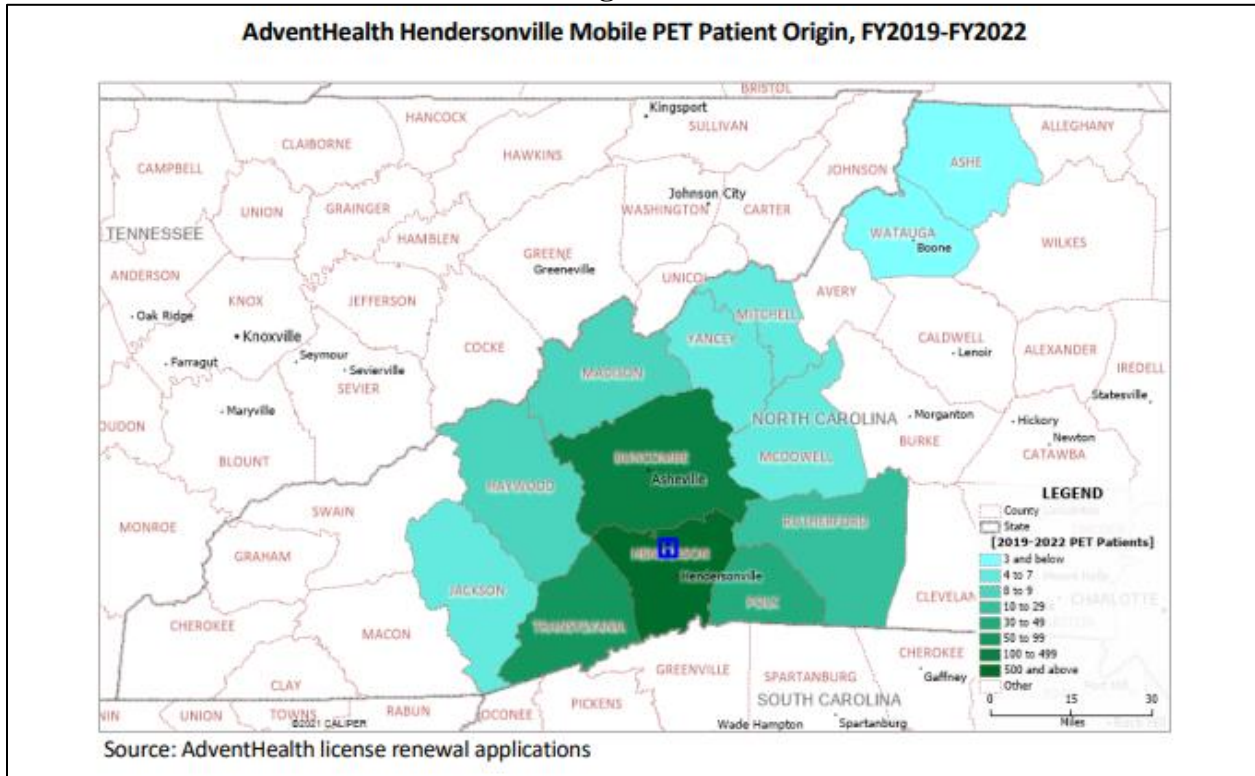 AdventHealth Hendersonville Mobile PET Patient Origin, FY2019-FY2022
BRISTOL
Kingsport
HANCOCK
SULLIVAN
ALLEGHANY
CLAIBORNE
HAWKINS
CAMPBELL
JOHNSON
ASHE
Johnson City
UNION
GRAINGER
WASHINGTON
CARTER
TENNESSEE
HAMBLEN
WATAUGA
Boone
WILKES
GREENE
Greeneville
ANDERSON
UNICOI
KNOX
JEFFERSON
AVERY
MITCHELL
Oak Ridge
Knoxville
COCKE
YANCEY
CALDWELL
Lenoir
ALEXANDER
IREDELL
Farragut
Seymour
Sevierville
SEVIER
MADISON
Statesville
Maryville
NORTH CAROLINA
Morganton
Hickory
OUDON
BURKE
Newton
CATAWBA
BLOUNT
BUNCOMBE
Asheville
MCDOWELL
HAYWOOD
LEGEND
County
State
[2019-2022 PET Patients]
3 and below
4 to 7
8 to 9
10 to 29
30 to 49
50 to 99
100 to 499
500 and above
Other
0 15 30
Miles
SWAIN
RUTHERFORD
MONROE
GRAHAM
H
Hendersonville
JACKSON
POLK
CLEVELAN
CHARLOTTE
TRANSYLVANIA
CHEROKEE
MACON
CHEROKEE
Gaffney
GREENVILLE
SPARTANBURG
CLAY
PICKENS
SOUTH CAROLINA
NIN
UNION
TOWNS
RABUN
OCONEE
©2021 CALIPER
Wade Hampton
Spartanburg
Source: AdventHealth license renewal applications